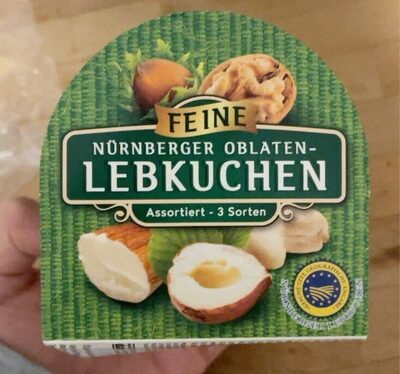 FEINE
NÜRNBERGER OBLATEN-
LEBKUCHEN
Assortiert - 3 Sorten